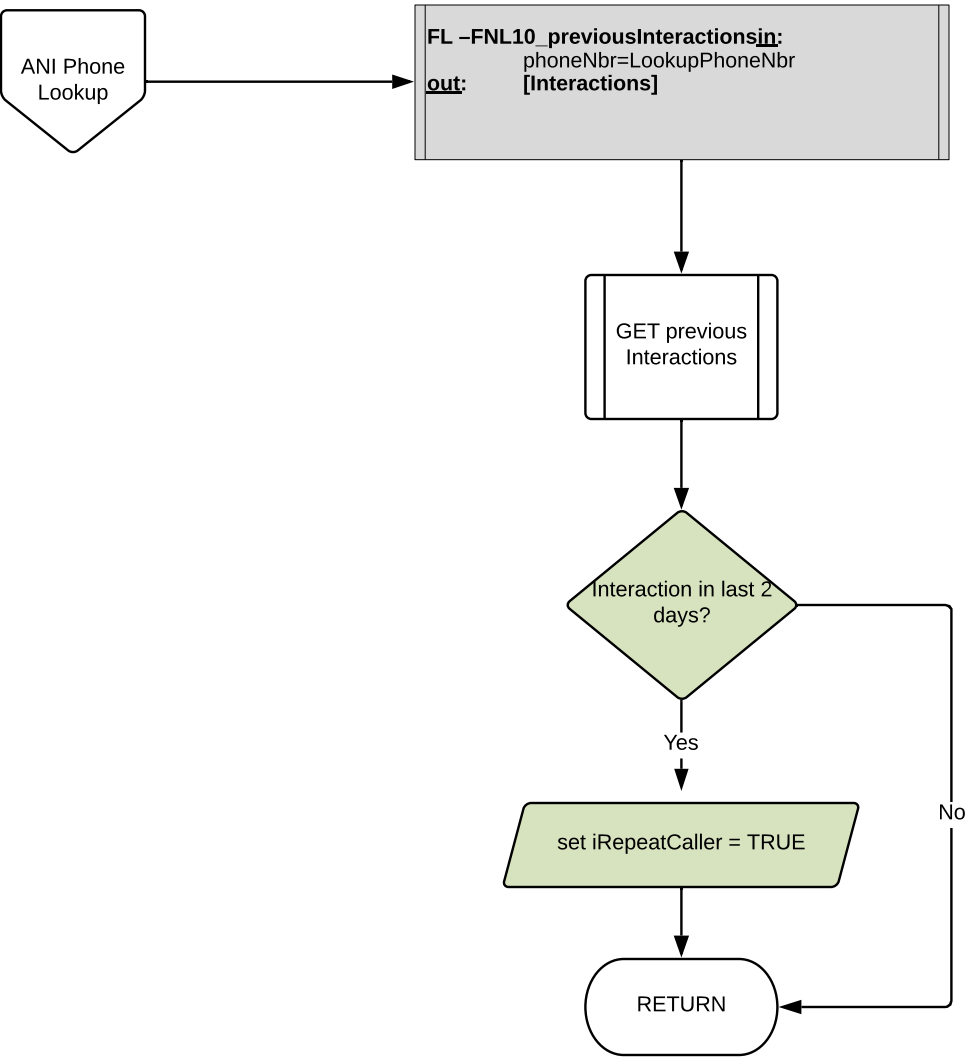 ANI Phone
Lookup
FL –FNL10_previousInteractionsin:
phoneNbr=LookupPhoneNbr
out: [Interactions]
GET previous
Interactions
Interaction in last 2
days?
Yes
No
set iRepeatCaller = TRUE
RETURN